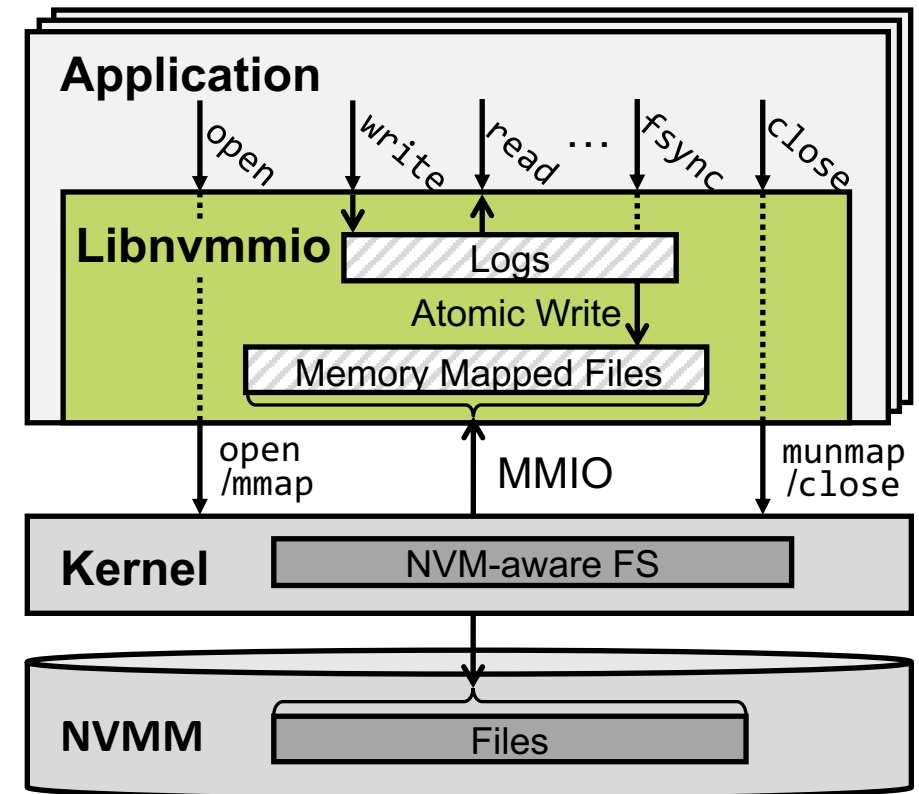 Application
open write read ... fsync close
Libnvmmio
Logs
Atomic Write
Memory Mapped Files
open
/mmap
MMIO
munmap
/close
Kernel
NVM-aware FS
NVMM
Files